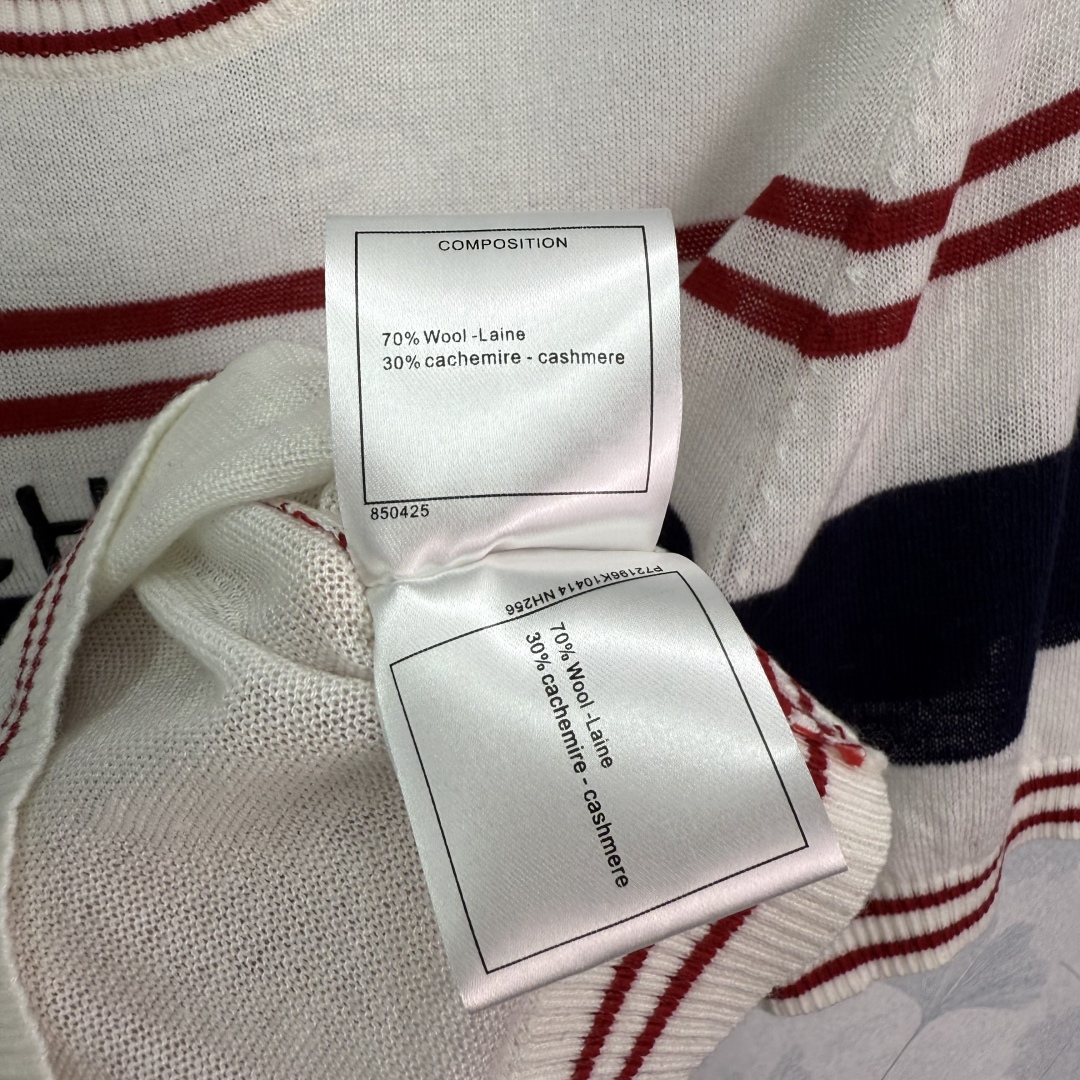 COMPOSITION
70% Wool -Laine
30% cachemire - cashmere
850425
P72196K10414 NH256
70% Wool -Laine
30% cachemire - cashmere